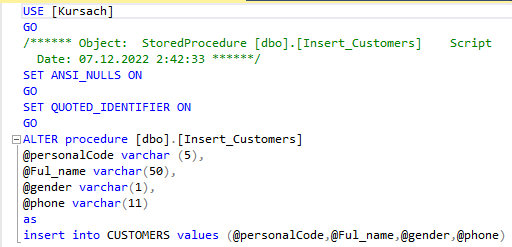 USE [Kursach]
GO
/****** Object:  StoredProcedure [dbo].[Insert_Customers]    Script
Date: 07.12.2022 2:42:33 ******/
SET ANSI_NULLS ON
GO
SET QUOTED_IDENTIFIER ON
GO
ALTER procedure [dbo].[Insert_Customers]
@personalCode varchar (5),
@Ful_name varchar(50),
@gender varchar(1),
@phone varchar(11)
as
insert into CUSTOMERS values (@personalCode,@Ful_name,@gender,@phone)